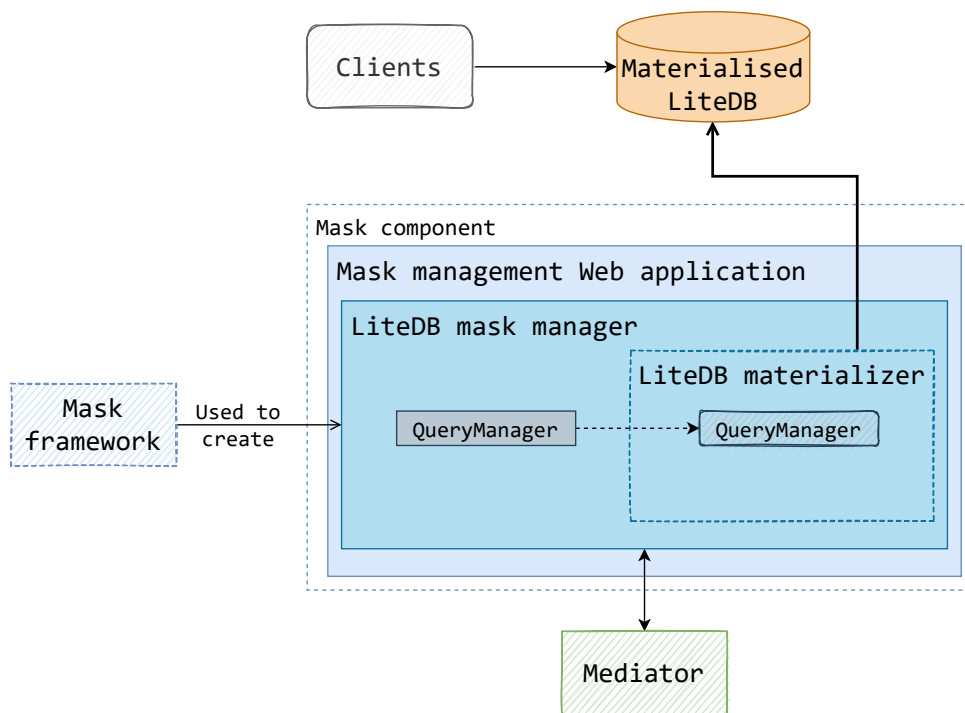 Clients
Materialised
LiteDB
Mask component
Mask management Web application
LiteDB mask manager
LiteDB materializer
Mask
framework
Used to
create
QueryManager
QueryManager
Mediator